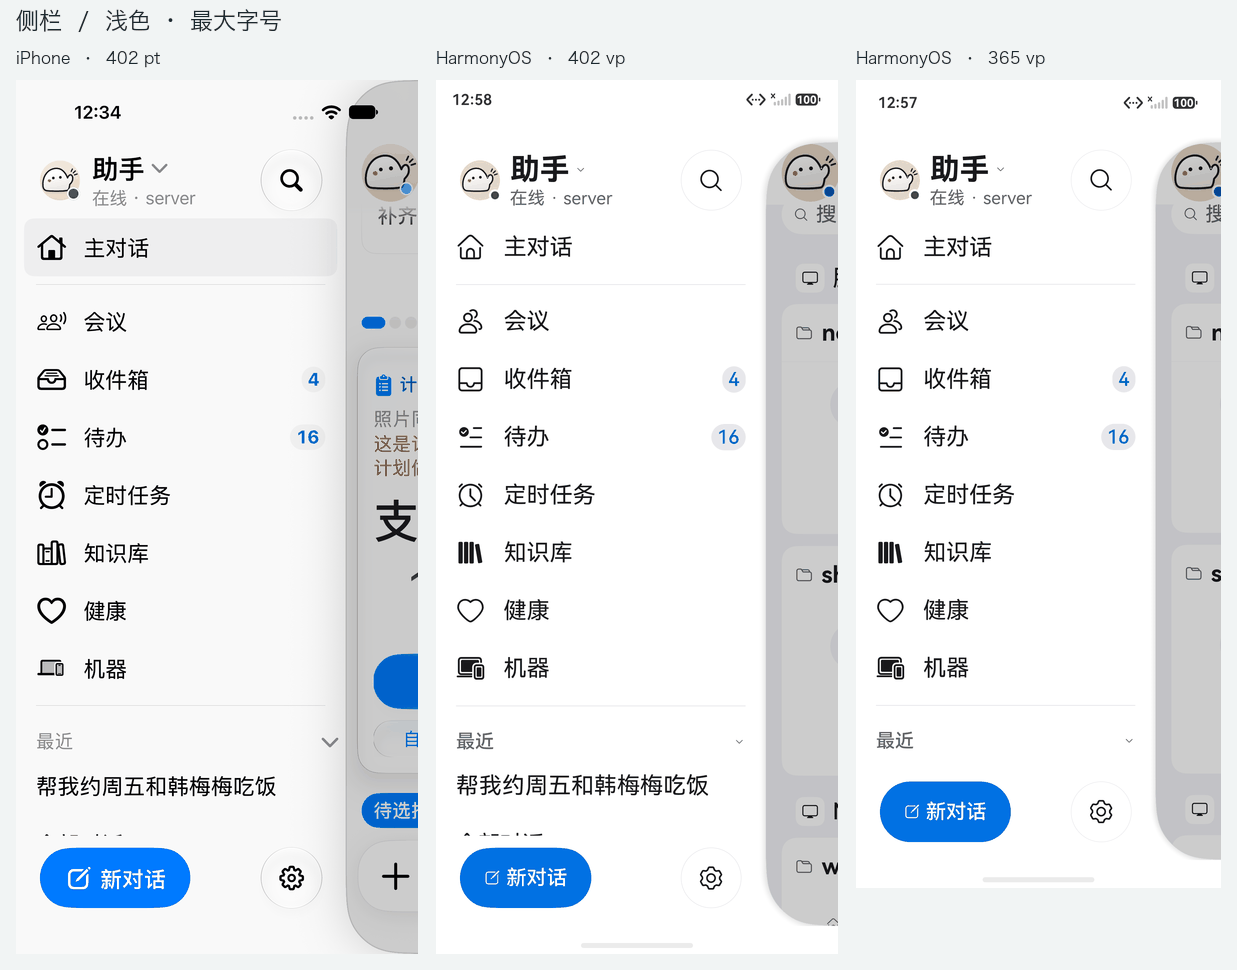 侧栏 / 浅色 · 最大字号
iPhone · 402 pt
12:34
助手
在线 · server
主对话
会议
收件箱 4
待办 16
定时任务
知识库
健康
机器
最近
帮我约周五和韩梅梅吃饭
新对话
补齐
计
照片
这是
计划
支
自
待选
HarmonyOS · 402 vp
12:58
100
助手
在线 · server
主对话
会议
收件箱 4
待办 16
定时任务
知识库
健康
机器
最近
帮我约周五和韩梅梅吃饭
新对话
搜
HarmonyOS · 365 vp
12:57
100
助手
在线 · server
主对话
会议
收件箱 4
待办 16
定时任务
知识库
健康
机器
最近
新对话
搜